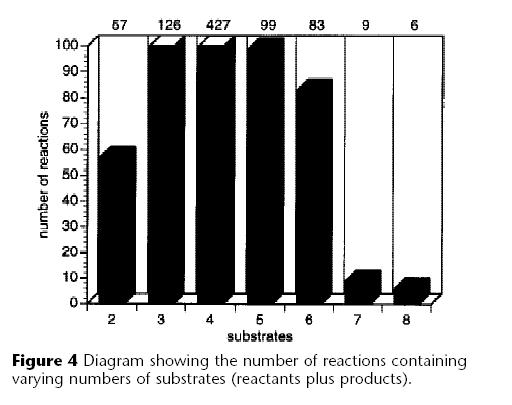 57 126 427 99 83 9 6
100
90
80
70
60
50
40
30
20
10
0
number of reactions
2 3 4 5 6 7 8
substrates
Figure 4 Diagram showing the number of reactions containing
varying numbers of substrates (reactants plus products).